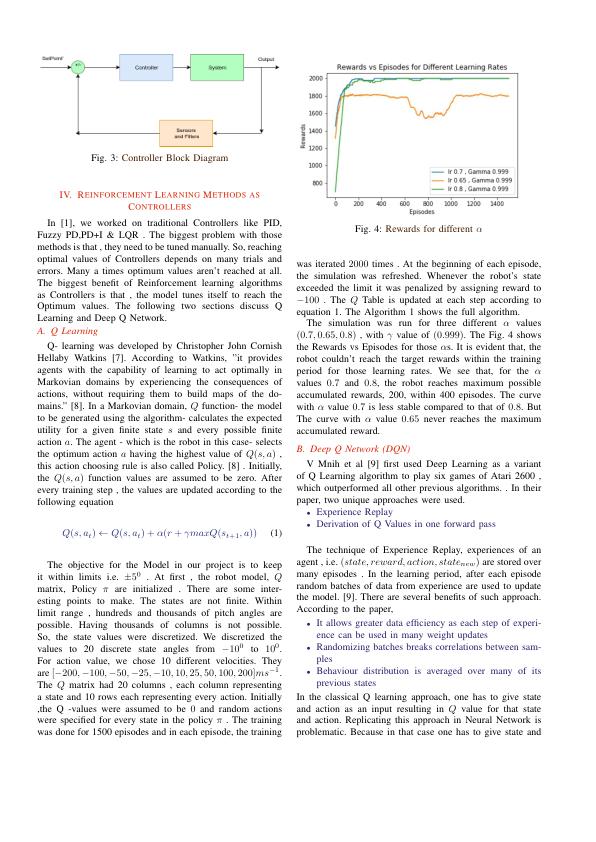 SetPoint
+/-
Controller
System
Output
Sensors
and Filters
Fig. 3: Controller Block Diagram
IV. REINFORCEMENT LEARNING METHODS AS
CONTROLLERS
In [1], we worked on traditional Controllers like PID,
Fuzzy PD,PD+I & LQR . The biggest problem with those
methods is that , they need to be tuned manually. So, reaching
optimal values of Controllers depends on many trials and
errors. Many a times optimum values aren't reached at all.
The biggest benefit of Reinforcement learning algorithms
as Controllers is that , the model tunes itself to reach the
Optimum values. The following two sections discuss Q
Learning and Deep Q Network.
A. Q Learning
Q- learning was developed by Christopher John Cornish
Hellaby Watkins [7]. According to Watkins, "it provides
agents with the capability of learning to act optimally in
Markovian domains by experiencing the consequences of
actions, without requiring them to build maps of the do-
mains." [8]. In a Markovian domain, Q function- the model
to be generated using the algorithm- calculates the expected
utility for a given finite state s and every possible finite
action a. The agent - which is the robot in this case- selects
the optimum action a having the highest value of Q(s, a) ,
this action choosing rule is also called Policy. [8] . Initially,
the Q(s, a) function values are assumed to be zero. After
every training step , the values are updated according to the
following equation
Q(s, a_t) ← Q(s, a_t) + α(r + γmaxQ(s_{t+1}, a)) (1)
The objective for the Model in our project is to keep
it within limits i.e. ±5⁰ . At first , the robot model, Q
matrix, Policy π are initialized . There are some inter-
esting points to make. The states are not finite. Within
limit range , hundreds and thousands of pitch angles are
possible. Having thousands of columns is not possible.
So, the state values were discretized. We discretized the
values to 20 discrete state angles from −10⁰ to 10⁰.
For action value, we chose 10 different velocities. They
are [−200, −100, −50, −25, −10, 10, 25, 50, 100, 200]ms⁻¹.
The Q matrix had 20 columns , each column representing
a state and 10 rows each representing every action. Initially
,the Q -values were assumed to be 0 and random actions
were specified for every state in the policy π . The training
was done for 1500 episodes and in each episode, the training
Rewards vs Episodes for Different Learning Rates
2000
1800
1600
1400
1200
1000
800
Rewards
0 200 400 600 800 1000 1200 1400
Episodes
lr 0.7 , Gamma 0.999
lr 0.65 , Gamma 0.999
lr 0.8 , Gamma 0.999
Fig. 4: Rewards for different α
was iterated 2000 times . At the beginning of each episode,
the simulation was refreshed. Whenever the robot's state
exceeded the limit it was penalized by assigning reward to
−100 . The Q Table is updated at each step according to
equation 1. The Algorithm 1 shows the full algorithm.
The simulation was run for three different α values
(0.7, 0.65, 0.8) , with γ value of (0.999). The Fig. 4 shows
the Rewards vs Episodes for those αs. It is evident that, the
robot couldn't reach the target rewards within the training
period for those learning rates. We see that, for the α
values 0.7 and 0.8, the robot reaches maximum possible
accumulated rewards, 200, within 400 episodes. The curve
with α value 0.7 is less stable compared to that of 0.8. But
The curve with α value 0.65 never reaches the maximum
accumulated reward.
B. Deep Q Network (DQN)
V Mnih et al [9] first used Deep Learning as a variant
of Q Learning algorithm to play six games of Atari 2600 ,
which outperformed all other previous algorithms. . In their
paper, two unique approaches were used.
• Experience Replay
• Derivation of Q Values in one forward pass
The technique of Experience Replay, experiences of an
agent , i.e. (state, reward, action, state_{new}) are stored over
many episodes . In the learning period, after each episode
random batches of data from experience are used to update
the model. [9]. There are several benefits of such approach.
According to the paper,
• It allows greater data efficiency as each step of experi-
ence can be used in many weight updates
• Randomizing batches breaks correlations between sam-
ples
• Behaviour distribution is averaged over many of its
previous states
In the classical Q learning approach, one has to give state
and action as an input resulting in Q value for that state
and action. Replicating this approach in Neural Network is
problematic. Because in that case one has to give state and